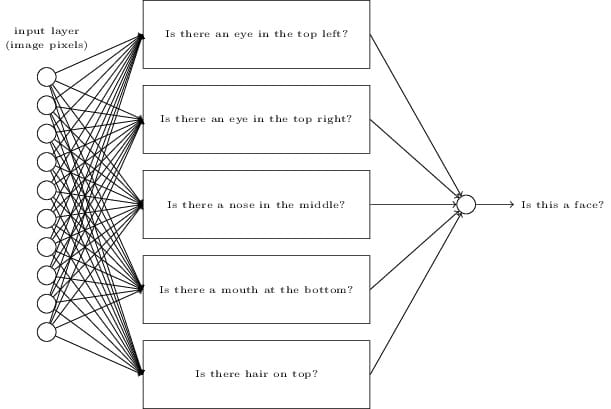 input layer
(image pixels)
Is there an eye in the top left?
Is there an eye in the top right?
Is there a nose in the middle?
Is there a mouth at the bottom?
Is there hair on top?
Is this a face?